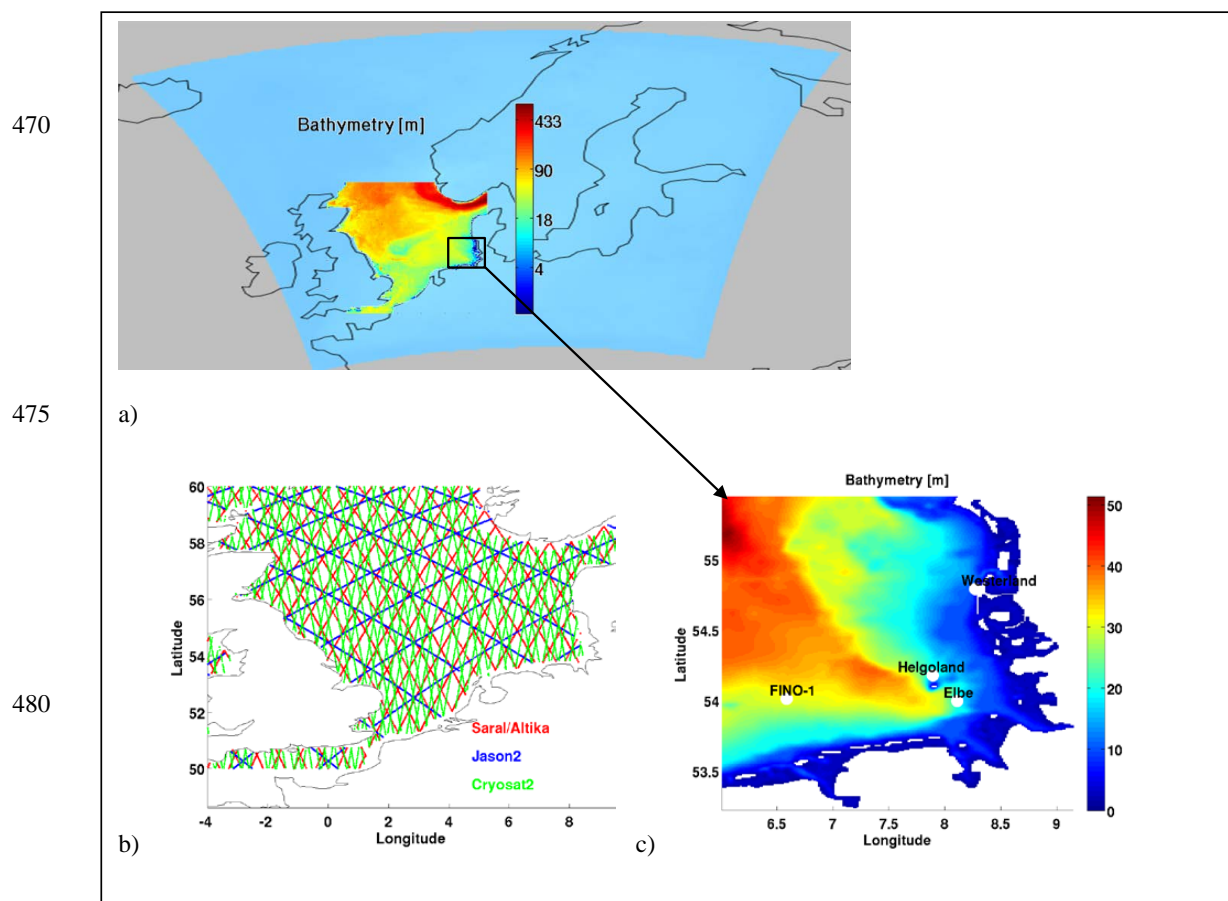 470
Bathymetry [m]
433
90
18
4
475
a)
60
58
56
54
52
50
Latitude
-4
-2
0
2
4
6
8
Longitude
Saral/Altika
Jason2
Cryosat2
b)
480
Bathymetry [m]
55
54.5
54
53.5
Latitude
6.5
7
7.5
8
8.5
9
Longitude
Westerland
Helgoland
FINO-1
Elbe
50
40
30
20
10
0
c)